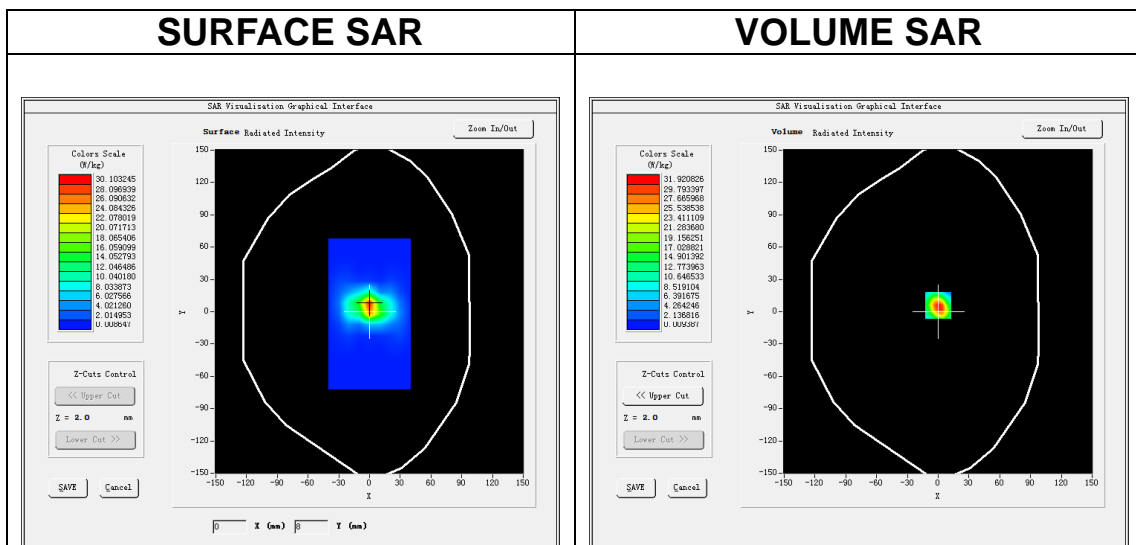 SURFACE SAR
SAR Visualisation Graphical Interface
Surface Radiated Intensity
Zoom In/Out
Colors Scale
(W/kg)
30.103245
28.096939
26.090632
24.084326
22.078019
20.071713
18.065406
16.059099
14.052793
12.046486
10.040180
8.033873
6.027566
4.021260
2.014953
0.008647
Z-Cuts Control
<< Upper Cut
Z = 2.0 mm
Lower Cut >>
SAVE Cancel
150
120
90
60
30
0
-30
-60
-90
-120
-150
Y
-150 -120 -90 -60 -30 0 30 60 90 120 150
X
0 X (mm) 8 Y (mm)
VOLUME SAR
SAR Visualisation Graphical Interface
Volume Radiated Intensity
Zoom In/Out
Colors Scale
(W/kg)
31.920826
29.793397
27.665968
25.538538
23.411109
21.283680
19.156251
17.028821
14.901392
12.773963
10.646533
8.519104
6.391675
4.264246
2.136816
0.009387
Z-Cuts Control
<< Upper Cut
Z = 2.0 mm
Lower Cut >>
SAVE Cancel
150
120
90
60
30
0
-30
-60
-90
-120
-150
Y
-150 -120 -90 -60 -30 0 30 60 90 120 150
X